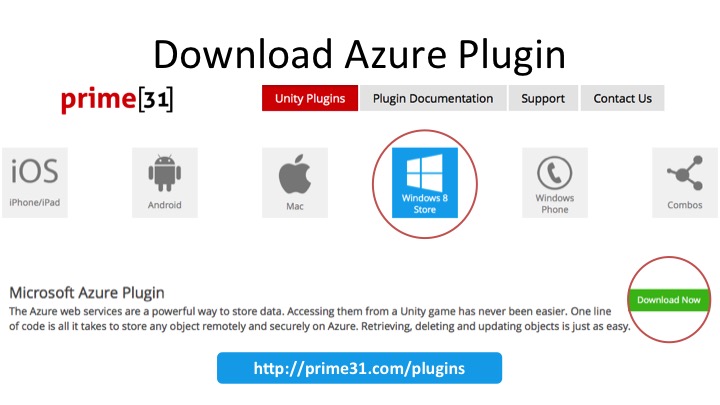 Download Azure Plugin
prime[31]
Unity Plugins
Plugin Documentation
Support
Contact Us
iOS
iPhone/iPad
Android
Mac
Windows 8
Store
Windows
Phone
Combos
Microsoft Azure Plugin
The Azure web services are a powerful way to store data. Accessing them from a Unity game has never been easier. One line
of code is all it takes to store any object remotely and securely on Azure. Retrieving, deleting and updating objects is just as easy.
Download Now
http://prime31.com/plugins